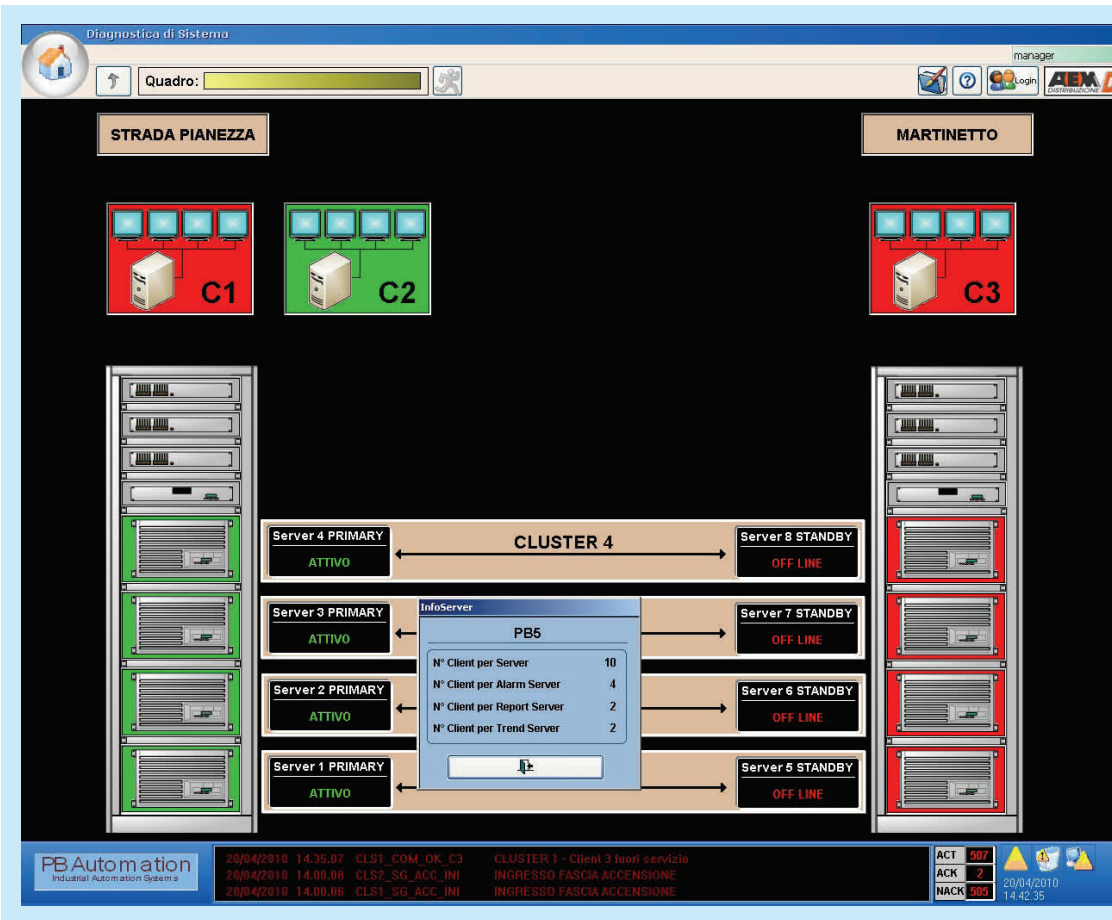 Diagnostica di Sistema
manager
Quadro:
Login
AEM
DISTRIBUZIONE
STRADA PIANEZZA
MARTINETTO
C1
C2
C3
Server 4 PRIMARY
ATTIVO
CLUSTER 4
Server 8 STANDBY
OFF LINE
Server 3 PRIMARY
ATTIVO
Server 7 STANDBY
OFF LINE
InfoServer
PB5
N° Client per Server 10
N° Client per Alarm Server 4
N° Client per Report Server 2
N° Client per Trend Server 2
Server 2 PRIMARY
ATTIVO
Server 6 STANDBY
OFF LINE
Server 1 PRIMARY
ATTIVO
Server 5 STANDBY
OFF LINE
PB Automation
Industrial Automation Systems
20/04/2010 14.35.07 CLS1_COM_OK_C3 CLUSTER 1 - Client 3 fuori servizio
20/04/2010 14.00.06 CLS2_SG_ACC_INI INGRESSO FASCIA ACCENSIONE
20/04/2010 14.00.06 CLS1_SG_ACC_INI INGRESSO FASCIA ACCENSIONE
ACT 507
ACK 2
NACK 505
20/04/2010
14.42.35